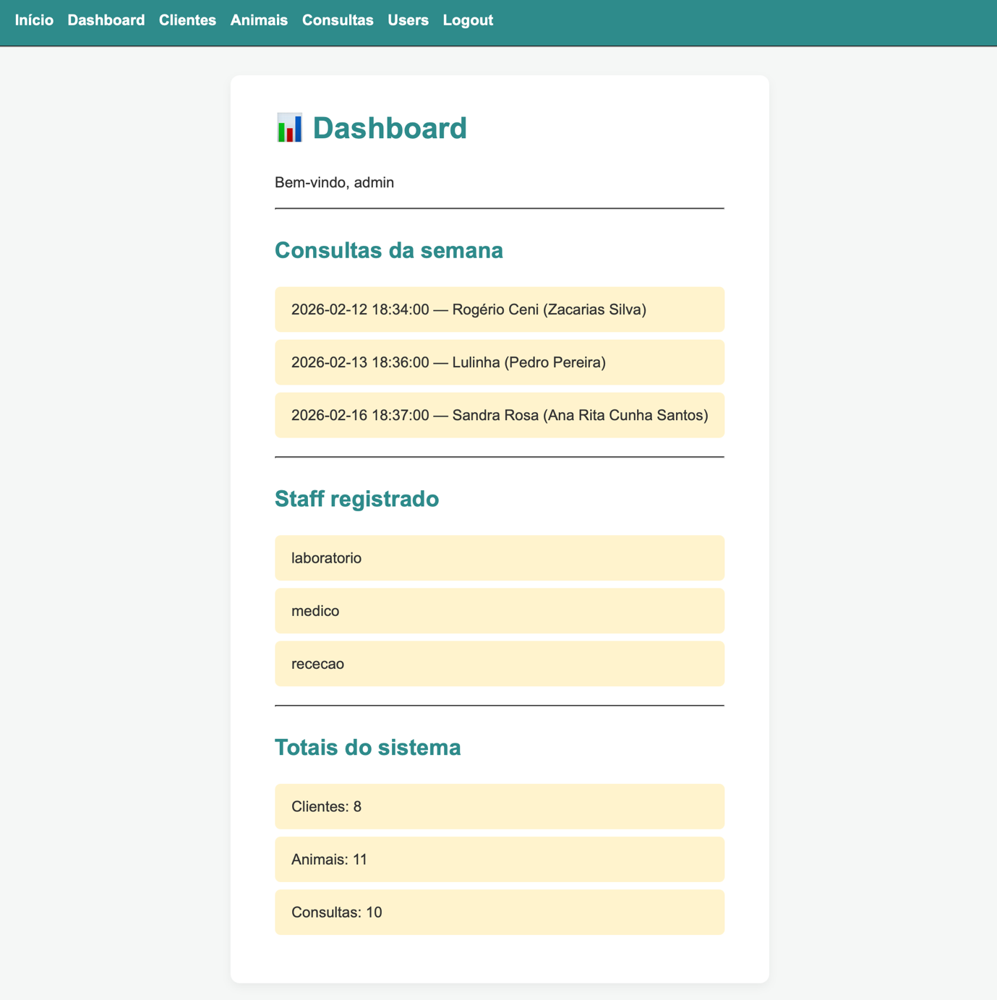 Início Dashboard Clientes Animais Consultas Users Logout
📊 Dashboard
Bem-vindo, admin
Consultas da semana
2026-02-12 18:34:00 — Rogério Ceni (Zacarias Silva)
2026-02-13 18:36:00 — Lulinha (Pedro Pereira)
2026-02-16 18:37:00 — Sandra Rosa (Ana Rita Cunha Santos)
Staff registrado
laboratorio
medico
rececao
Totais do sistema
Clientes: 8
Animais: 11
Consultas: 10